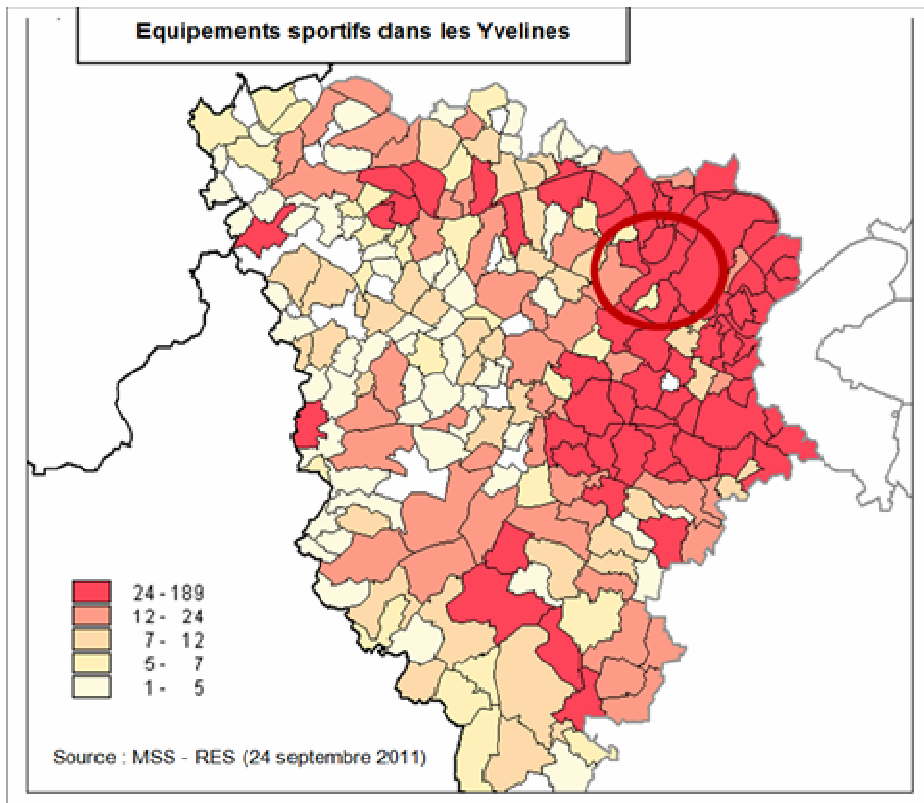 Equipements sportifs dans les Yvelines
24 - 189
12 - 24
7 - 12
5 - 7
1 - 5
Source : MSS - RES (24 septembre 2011)